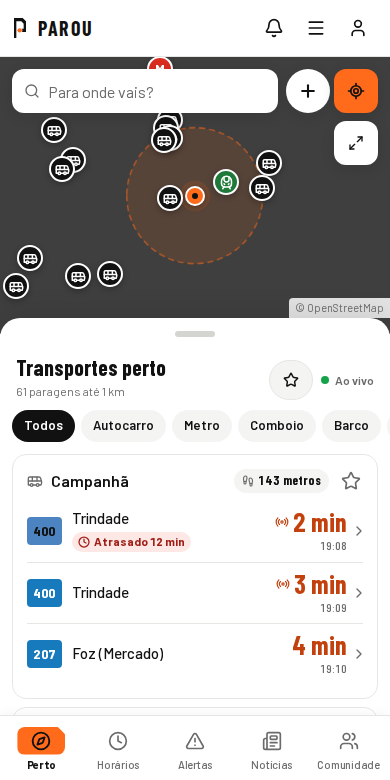 PAROU
M
Para onde vais?
© OpenStreetMap
Transportes perto
61 paragens até 1 km
Ao vivo
Todos
Autocarro
Metro
Comboio
Barco
Campanhã
143 metros
400
Trindade
Atrasado 12 min
2 min
19:08
400
Trindade
3 min
19:09
207
Foz (Mercado)
4 min
19:10
Perto
Horários
Alertas
Notícias
Comunidade